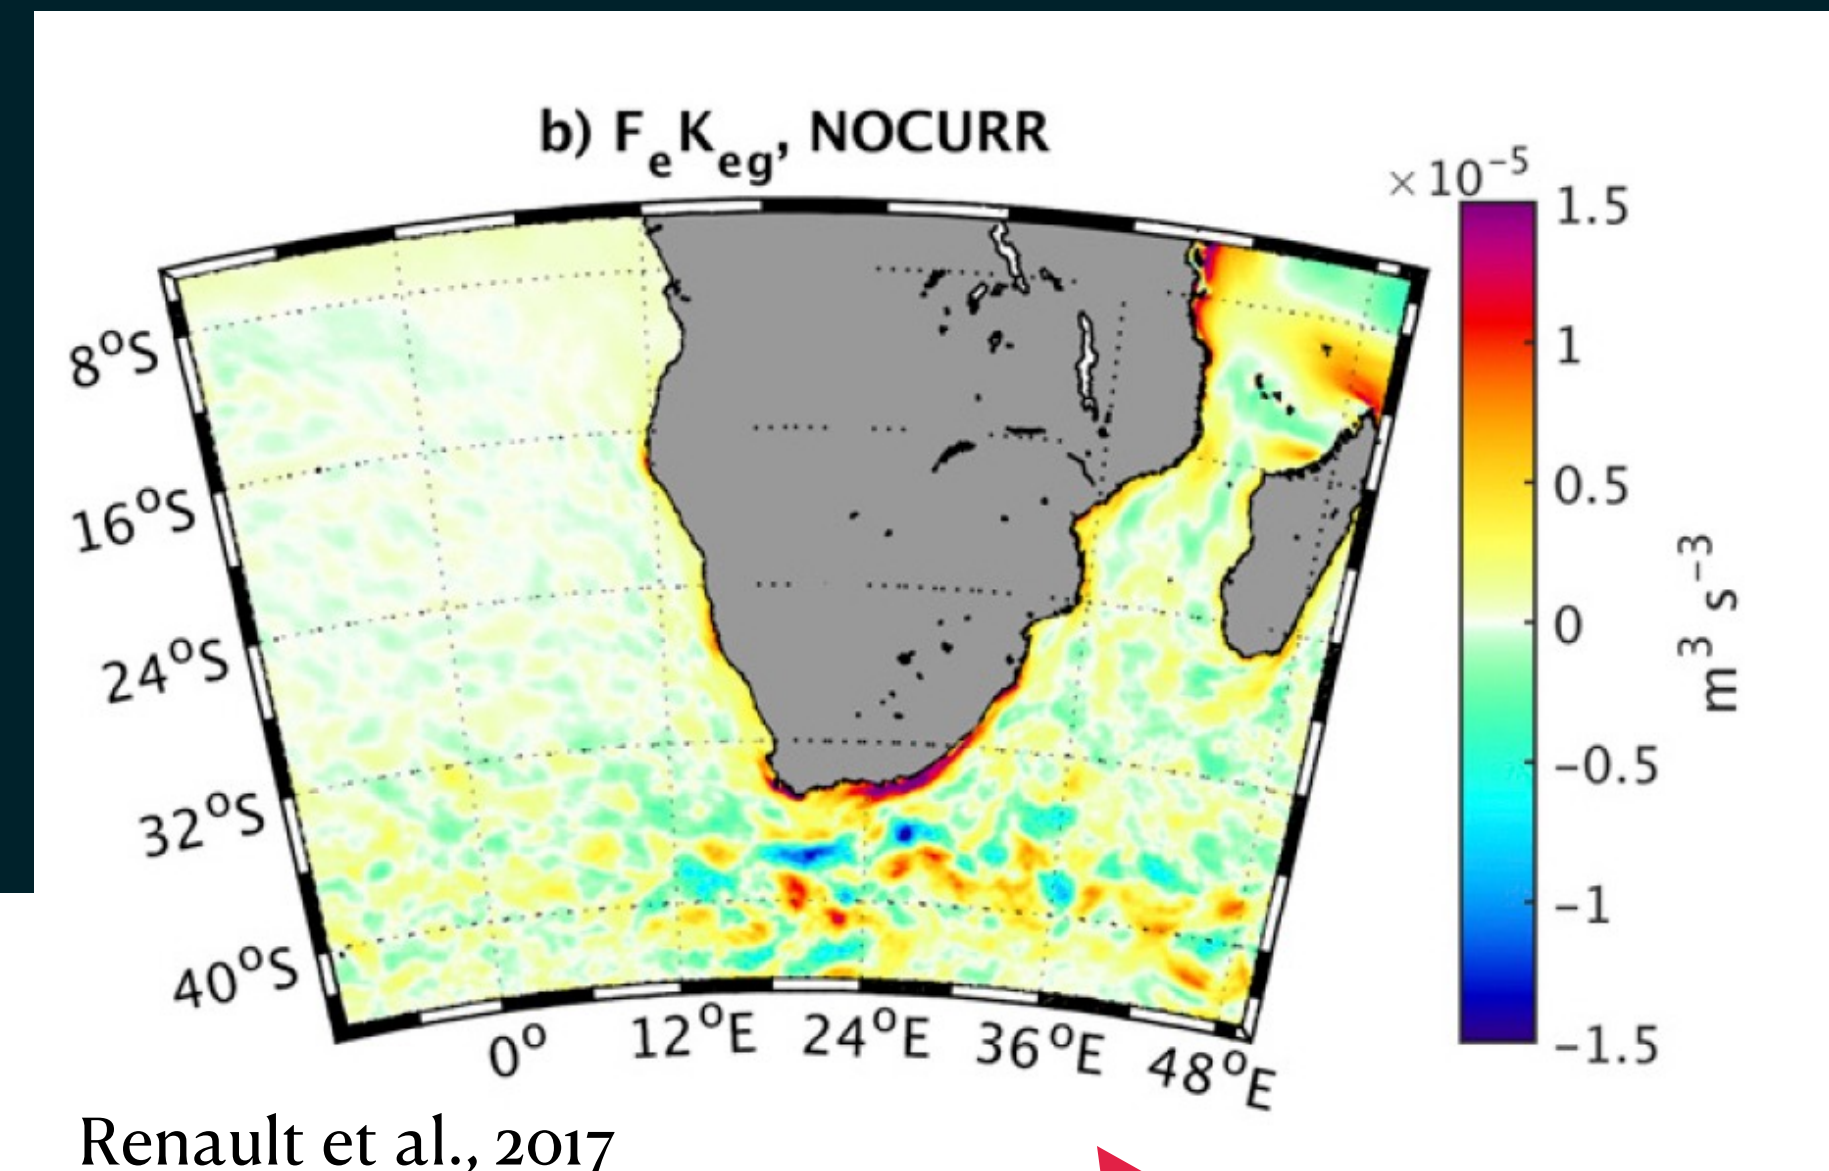 b) FeKeg, NOCURR
×10⁻⁵
1.5
1
0.5
0
-0.5
-1
-1.5
m³ s⁻³
8°S
16°S
24°S
32°S
40°S
0° 12°E 24°E 36°E 48°E
Renault et al., 2017